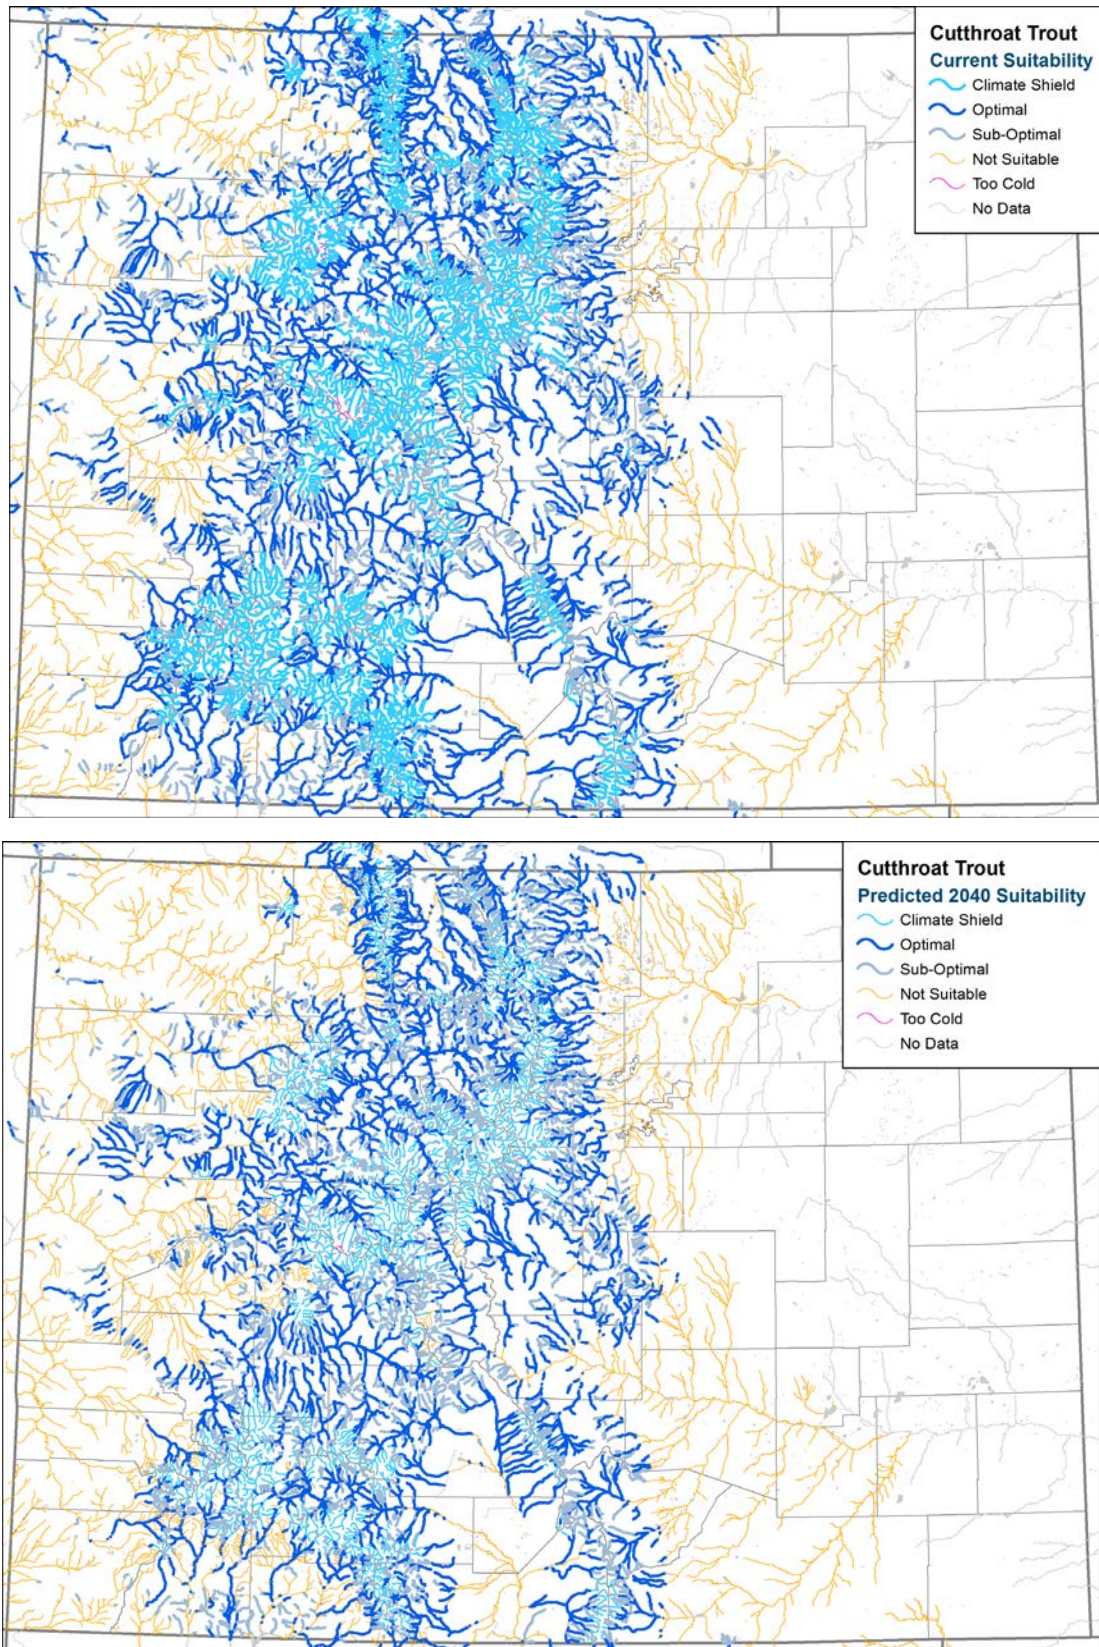 Cutthroat Trout
Current Suitability
Climate Shield
Optimal
Sub-Optimal
Not Suitable
Too Cold
No Data
Cutthroat Trout
Predicted 2040 Suitability
Climate Shield
Optimal
Sub-Optimal
Not Suitable
Too Cold
No Data